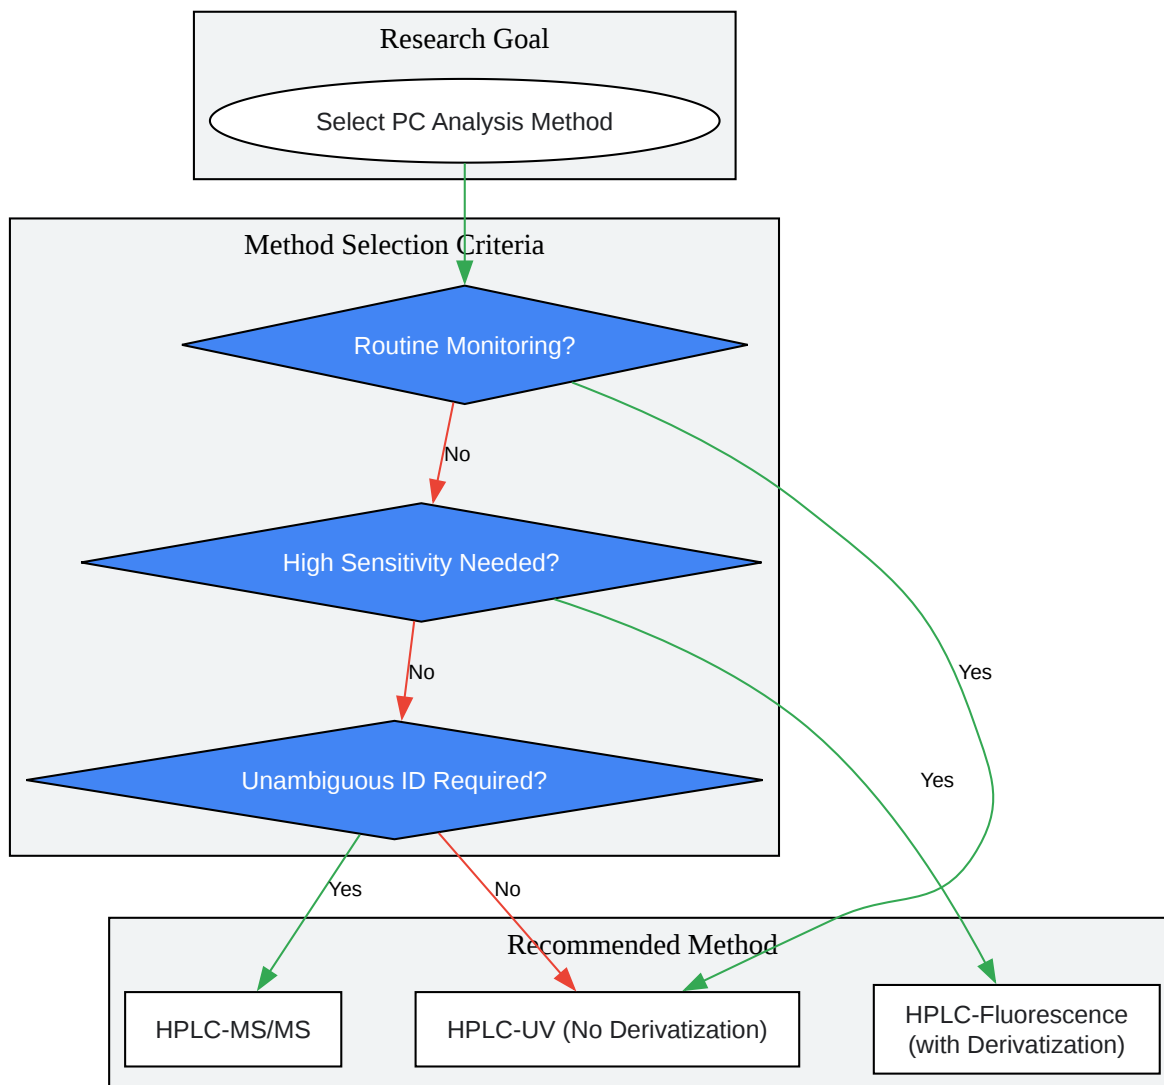 Research Goal
Select PC Analysis Method
Method Selection Criteria
Routine Monitoring?
No
High Sensitivity Needed?
No
Yes
Unambiguous ID Required?
Yes
Yes
No
Recommended Method
HPLC-MS/MS
HPLC-UV (No Derivatization)
HPLC-Fluorescence
(with Derivatization)